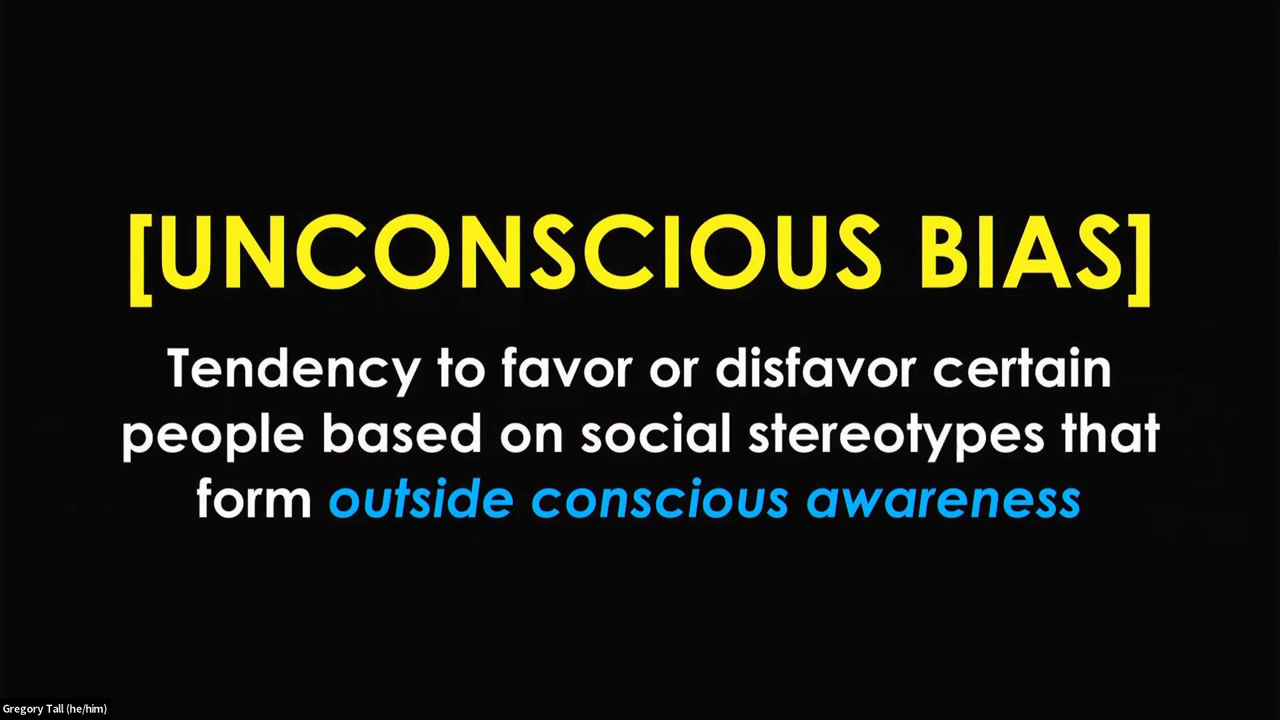 [UNCONSCIOUS BIAS]
Tendency to favor or disfavor certain
people based on social stereotypes that
form outside conscious awareness
Gregory Tall (he/him)